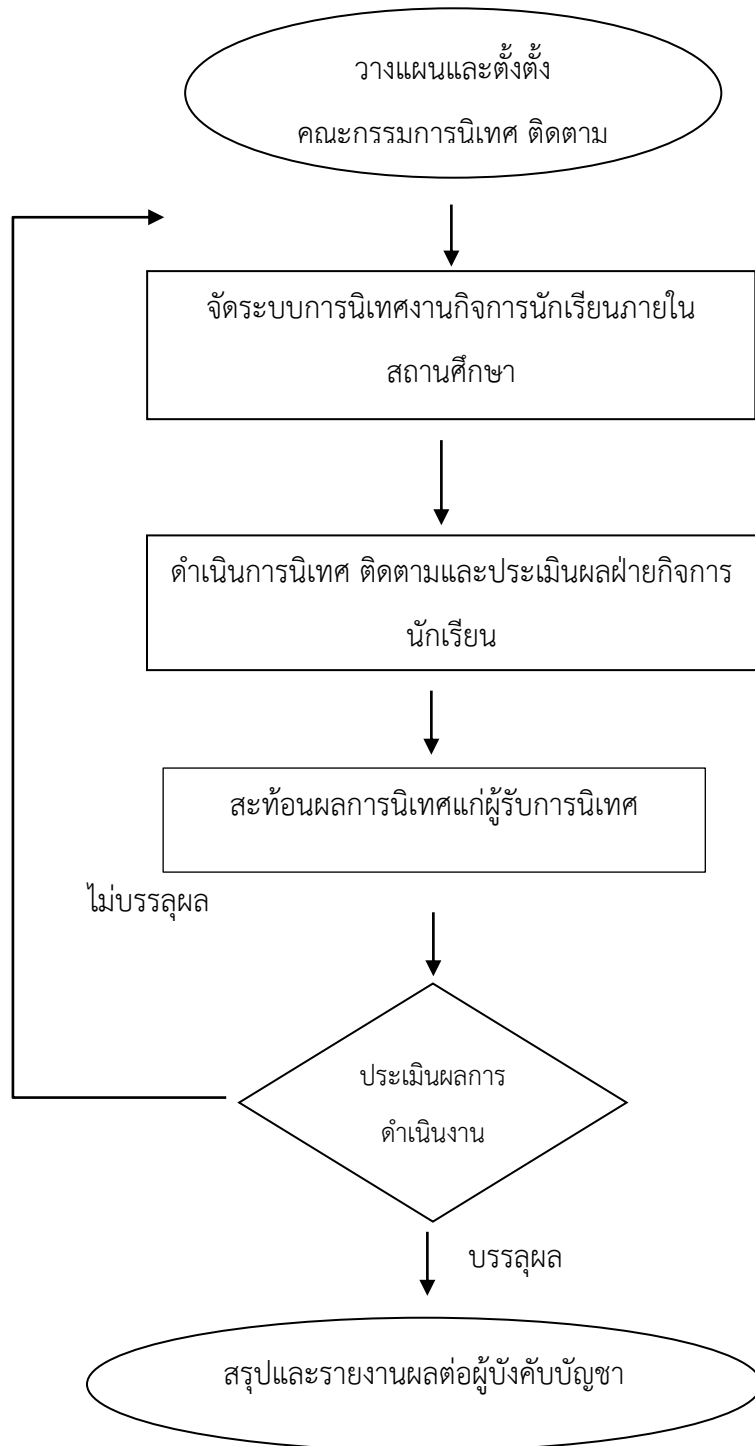 วางแผนและตั้งตั้ง
คณะกรรมการนิเทศ ติดตาม
จัดระบบการนิเทศงานกิจการนักเรียนภายใน
สถานศึกษา
ดำเนินการนิเทศ ติดตามและประเมินผลฝ่ายกิจการ
นักเรียน
สะท้อนผลการนิเทศแก่ผู้รับการนิเทศ
ไม่บรรลุผล
ประเมินผลการ
ดำเนินงาน
บรรลุผล
สรุปและรายงานผลต่อผู้บังคับบัญชา